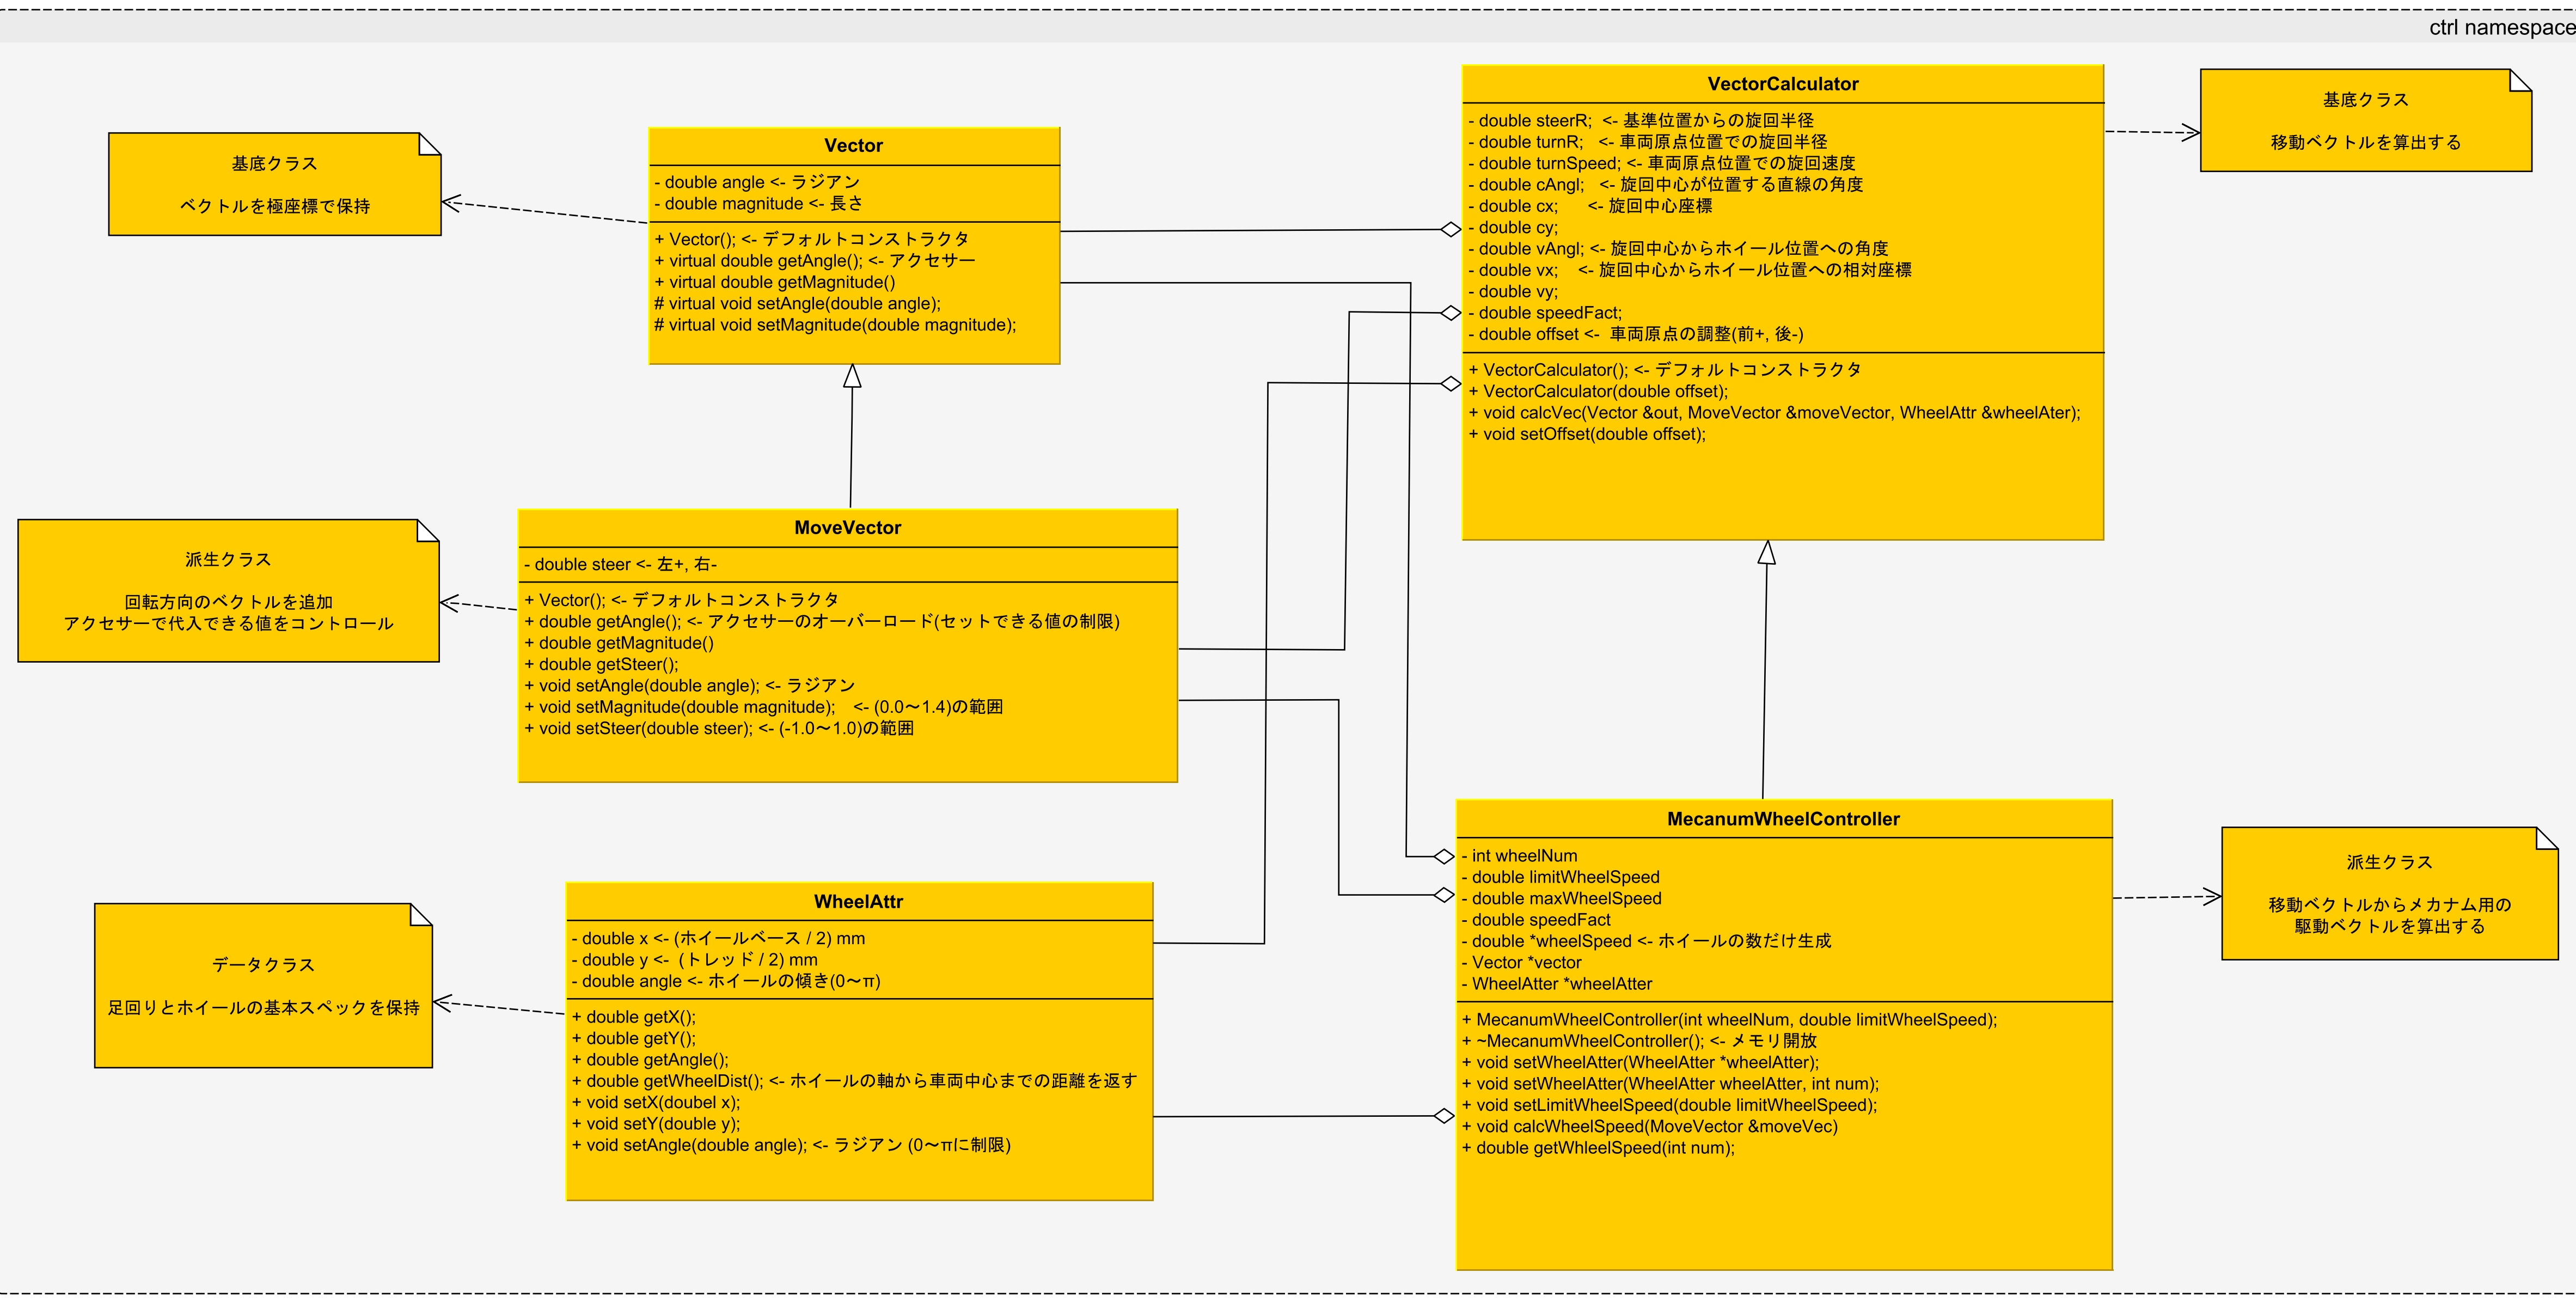 ctrl namespace
基底クラス
ベクトルを極座標で保持
Vector
- double angle <- ラジアン
- double magnitude <- 長さ
+ Vector(); <- デフォルトコンストラクタ
+ virtual double getAngle(); <- アクセサー
+ virtual double getMagnitude()
# virtual void setAngle(double angle);
# virtual void setMagnitude(double magnitude);
VectorCalculator
- double steerR;  <- 基準位置からの旋回半径
- double turnR;   <- 車両原点位置での旋回半径
- double turnSpeed; <- 車両原点位置での旋回速度
- double cAngl;   <- 旋回中心が位置する直線の角度
- double cx;      <- 旋回中心座標
- double cy;
- double vAngl; <- 旋回中心からホイール位置への角度
- double vx;    <- 旋回中心からホイール位置への相対座標
- double vy;
- double speedFact;
- double offset <-  車両原点の調整(前+, 後-)
+ VectorCalculator(); <- デフォルトコンストラクタ
+ VectorCalculator(double offset);
+ void calcVec(Vector &out, MoveVector &moveVector, WheelAttr &wheelAter);
+ void setOffset(double offset);
基底クラス
移動ベクトルを算出する
派生クラス
回転方向のベクトルを追加
アクセサーで代入できる値をコントロール
MoveVector
- double steer <- 左+, 右-
+ Vector(); <- デフォルトコンストラクタ
+ double getAngle(); <- アクセサーのオーバーロード(セットできる値の制限)
+ double getMagnitude()
+ double getSteer();
+ void setAngle(double angle); <- ラジアン
+ void setMagnitude(double magnitude);    <- (0.0〜1.4)の範囲
+ void setSteer(double steer); <- (-1.0〜1.0)の範囲
データクラス
足回りとホイールの基本スペックを保持
WheelAttr
- double x <- (ホイールベース / 2) mm
- double y <-  (トレッド / 2) mm
- double angle <- ホイールの傾き(0〜π)
+ double getX();
+ double getY();
+ double getAngle();
+ double getWheelDist(); <- ホイールの軸から車両中心までの距離を返す
+ void setX(doubel x);
+ void setY(double y);
+ void setAngle(double angle); <- ラジアン (0〜πに制限)
MecanumWheelController
- int wheelNum
- double limitWheelSpeed
- double maxWheelSpeed
- double speedFact
- double *wheelSpeed <- ホイールの数だけ生成
- Vector *vector
- WheelAtter *wheelAtter
+ MecanumWheelController(int wheelNum, double limitWheelSpeed);
+ ~MecanumWheelController(); <- メモリ開放
+ void setWheelAtter(WheelAtter *wheelAtter);
+ void setWheelAtter(WheelAtter wheelAtter, int num);
+ void setLimitWheelSpeed(double limitWheelSpeed);
+ void calcWheelSpeed(MoveVector &moveVec)
+ double getWhleelSpeed(int num);
派生クラス
移動ベクトルからメカナム用の
駆動ベクトルを算出する